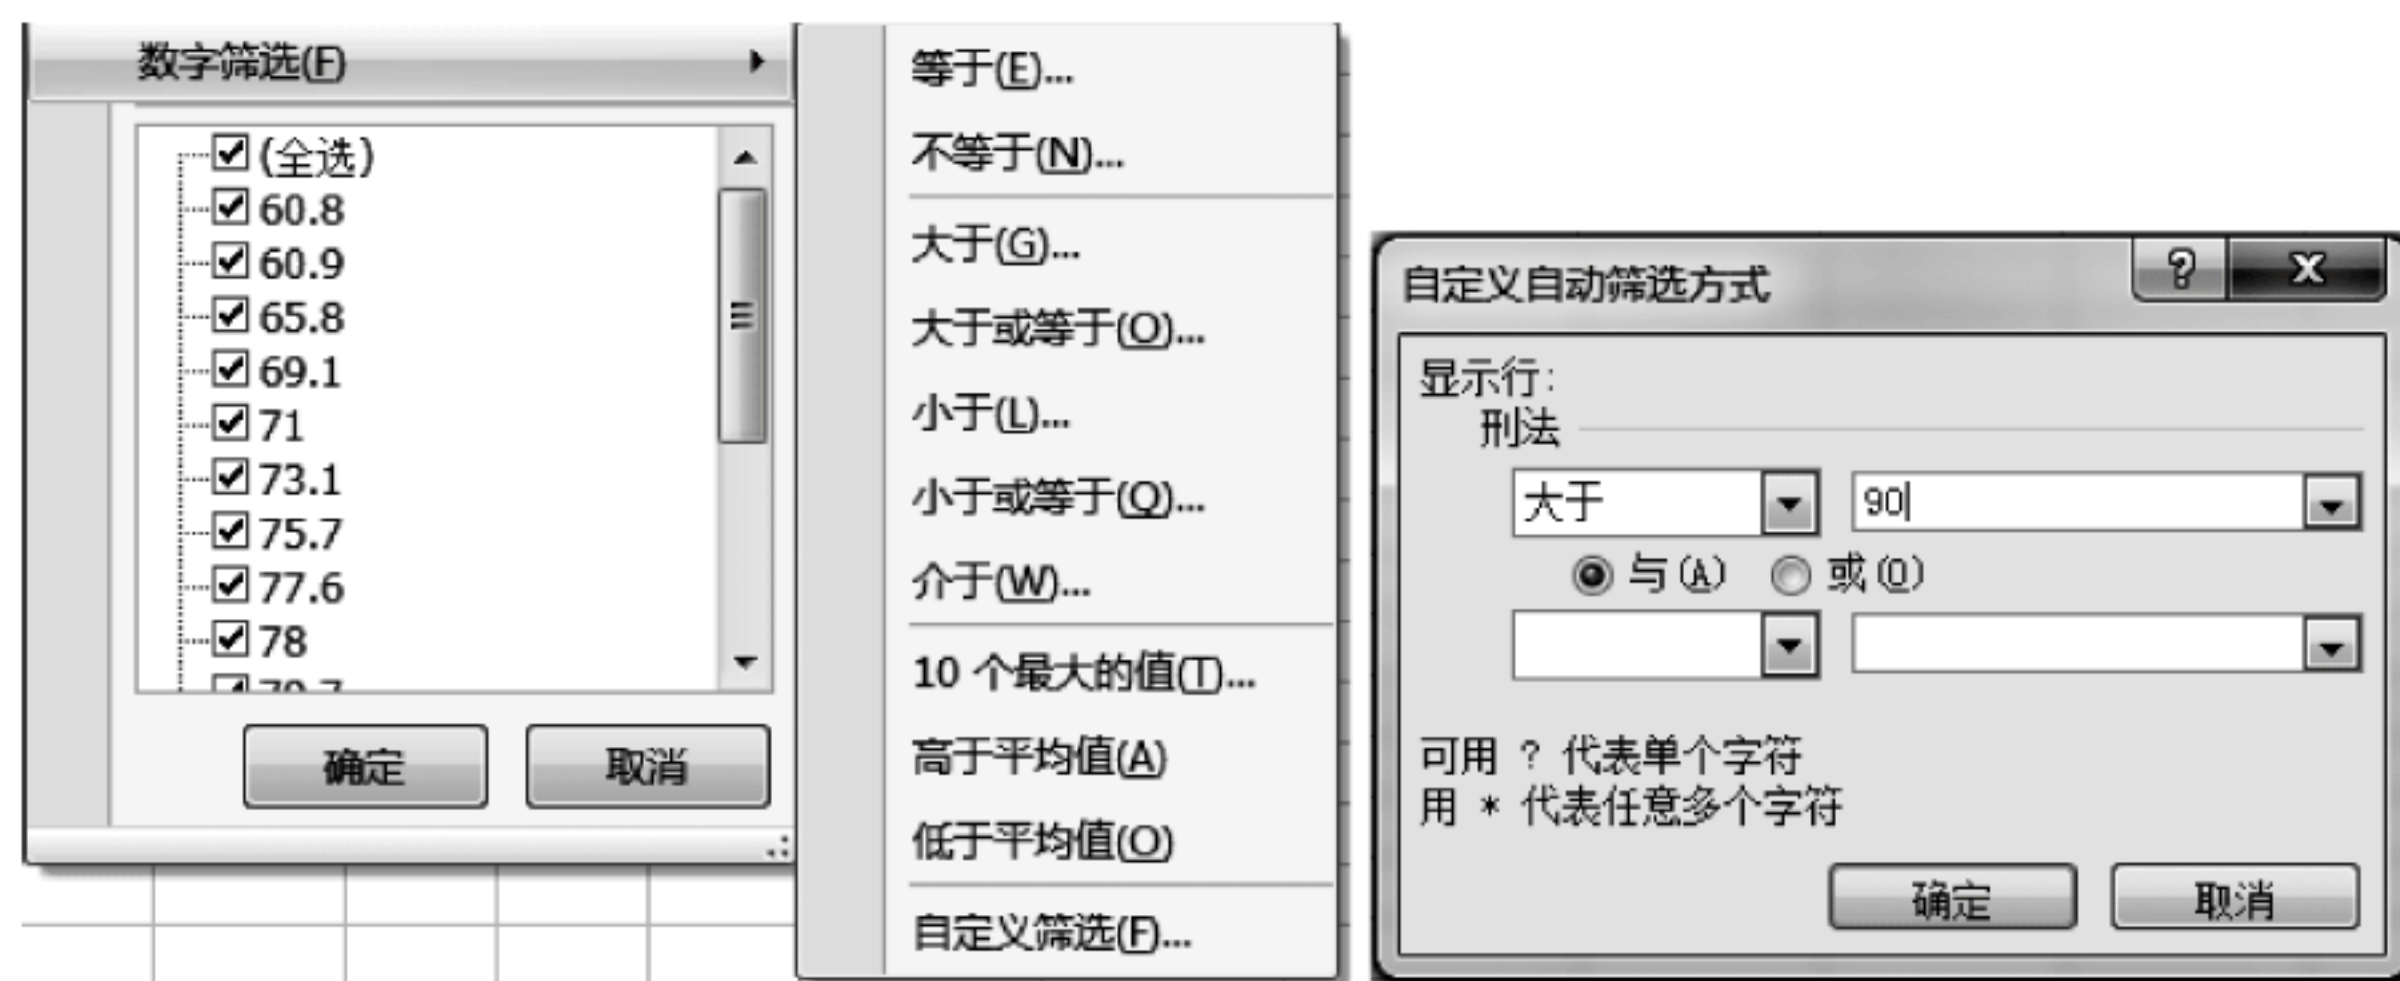 数字筛选(F)
(全选)
60.8
60.9
65.8
69.1
71
73.1
75.7
77.6
78
79.7
确定
取消
等于(E)...
不等于(N)...
大于(G)...
大于或等于(O)...
小于(L)...
小于或等于(Q)...
介于(W)...
10 个最大的值(T)...
高于平均值(A)
低于平均值(O)
自定义筛选(F)...
自定义自动筛选方式
显示行:
刑法
大于
90
与(A) 或(O)
可用 ? 代表单个字符
用 * 代表任意多个字符
确定
取消